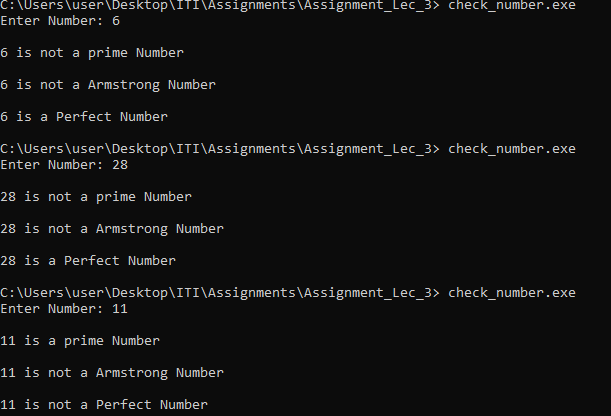 C:\Users\user\Desktop\ITI\Assignments\Assignment_Lec_3> check_number.exe
Enter Number: 6
6 is not a prime Number
6 is not a Armstrong Number
6 is a Perfect Number
C:\Users\user\Desktop\ITI\Assignments\Assignment_Lec_3> check_number.exe
Enter Number: 28
28 is not a prime Number
28 is not a Armstrong Number
28 is a Perfect Number
C:\Users\user\Desktop\ITI\Assignments\Assignment_Lec_3> check_number.exe
Enter Number: 11
11 is a prime Number
11 is not a Armstrong Number
11 is not a Perfect Number